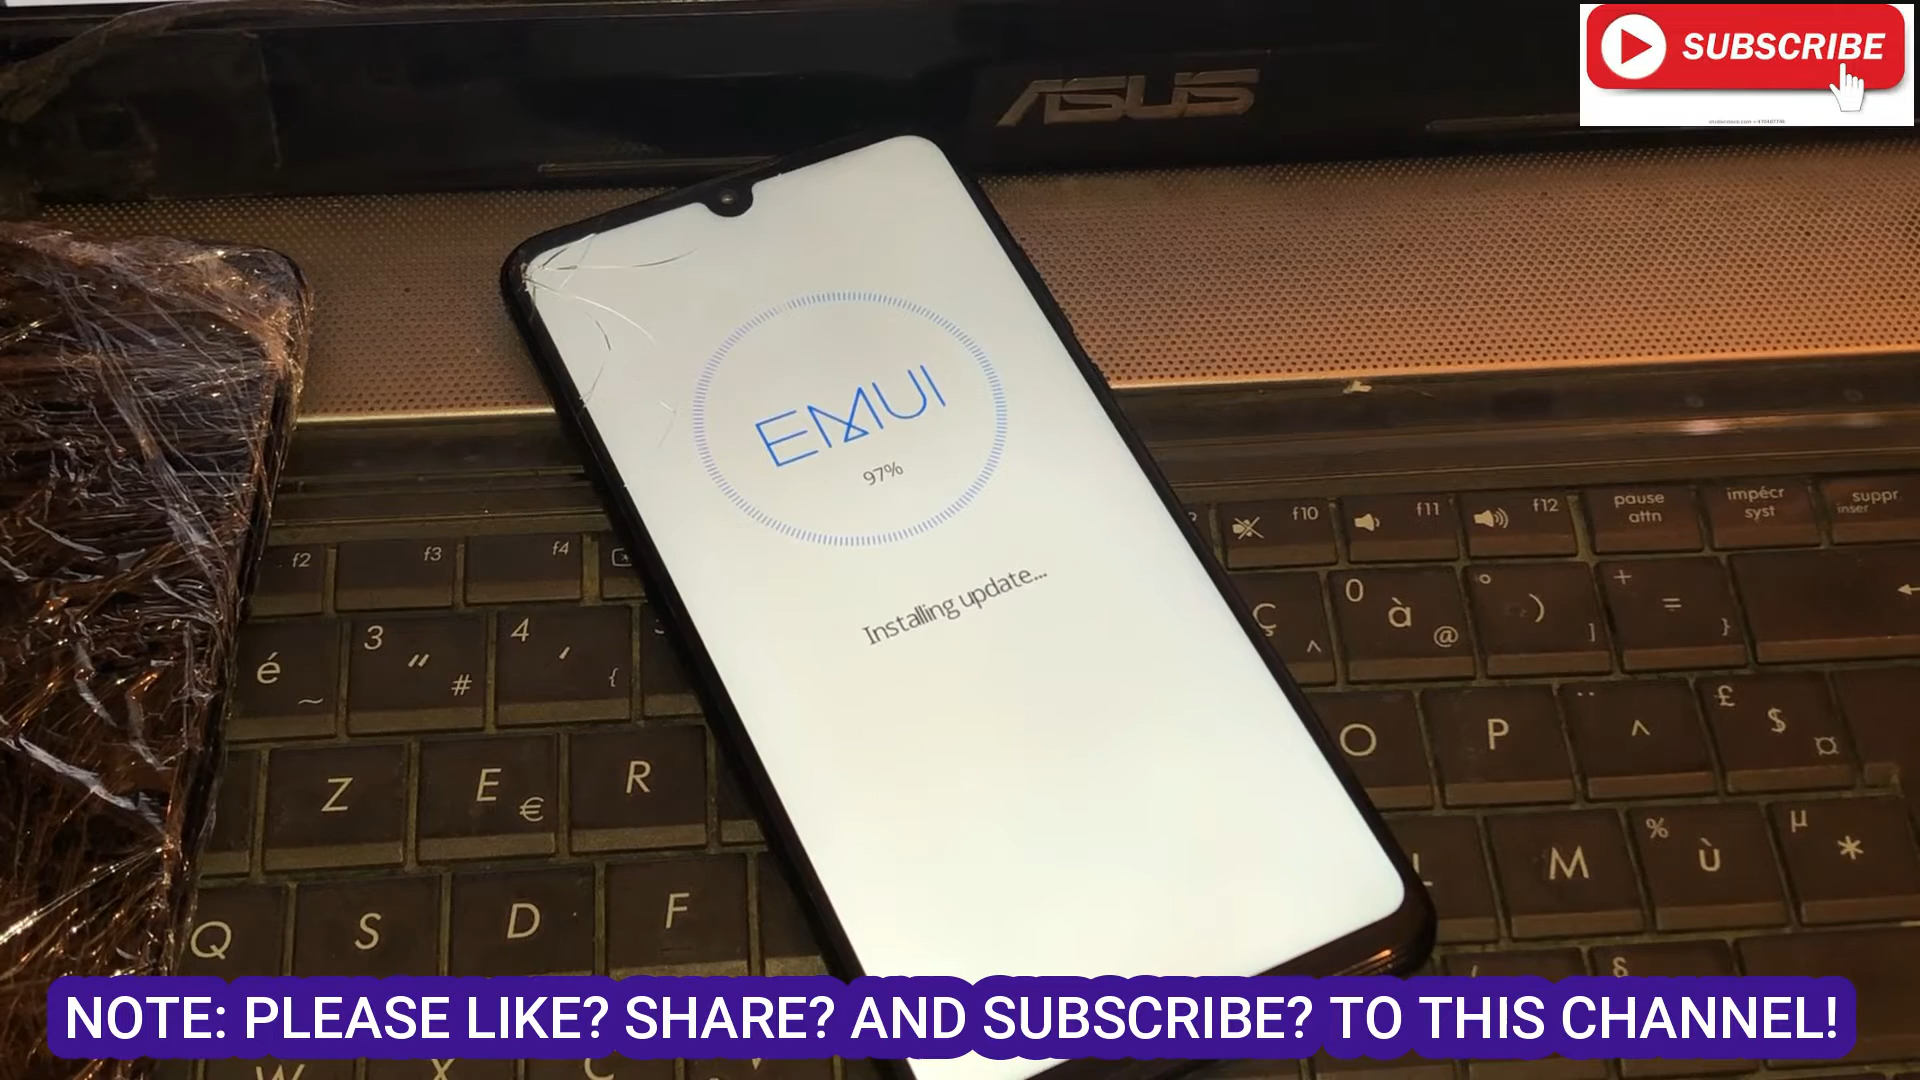 SUBSCRIBE
ASUS
EMUI
97%
Installing update...
f2 f3 f4 f10 f11 f12 pause attn impécr syst suppr inser
é ~ 3 " # 4 ' { Ç ^ 0 à @ ° ) ] + = }
Z E € R O P ¨ ^ £ $ ¤
Q S D F L M % ù µ *
NOTE: PLEASE LIKE? SHARE? AND SUBSCRIBE? TO THIS CHANNEL!
W X C V